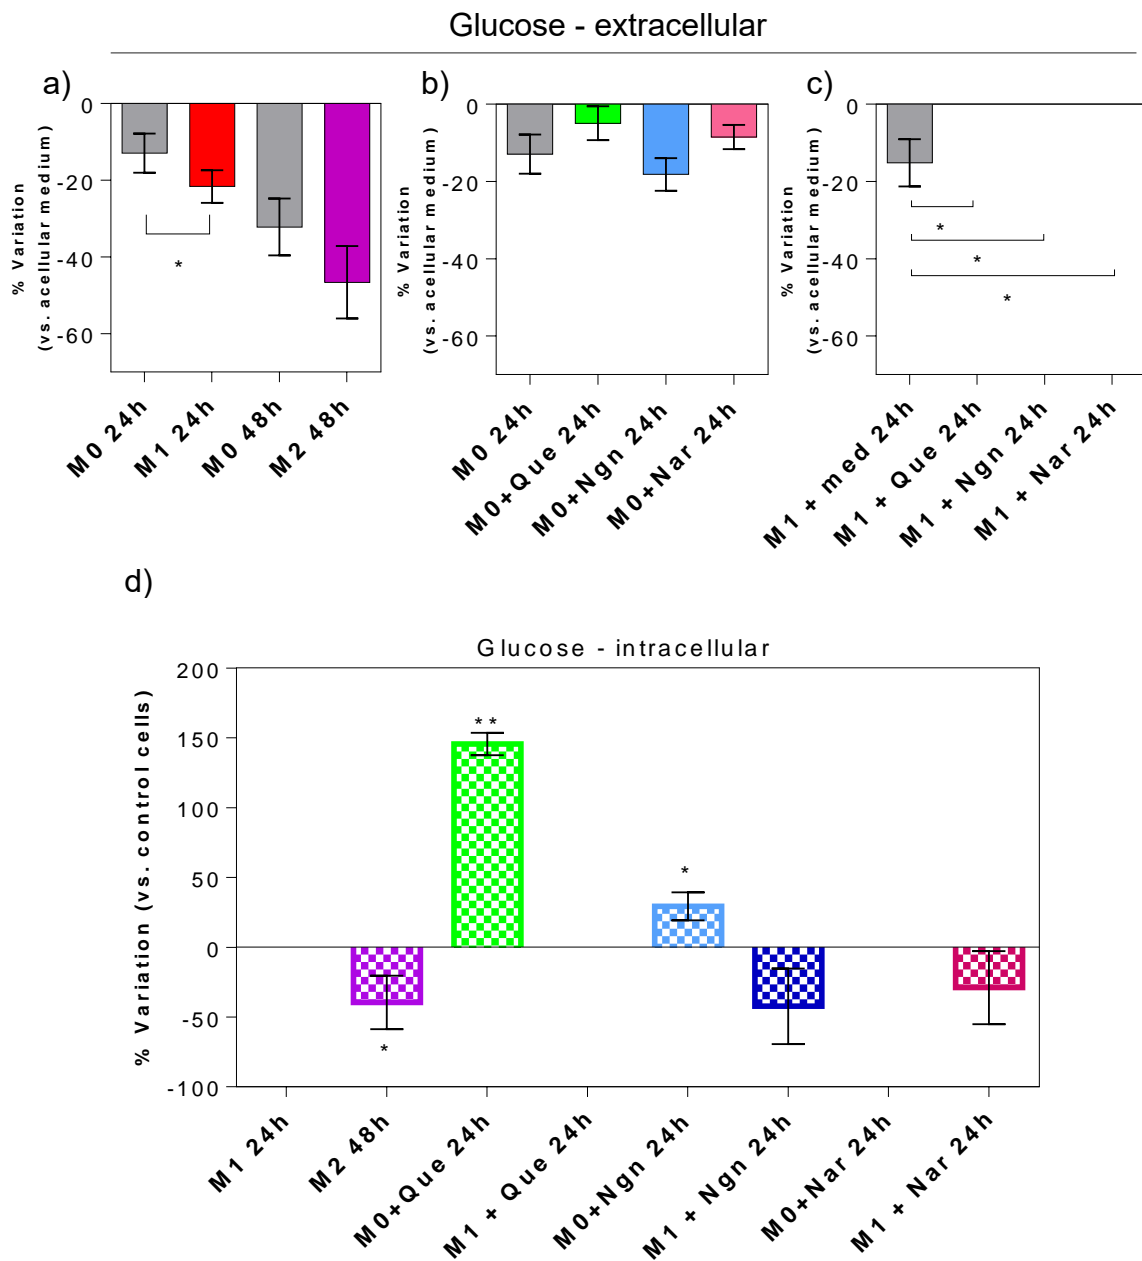 Glucose - extracellular
a)
% Variation
(vs. acellular medium)
0
-20
-40
-60
*
M0 24h
M1 24h
M0 48h
M2 48h
b)
% Variation
(vs. acellular medium)
0
-20
-40
-60
M0 24h
M0+Que 24h
M0+Ngn 24h
M0+Nar 24h
c)
% Variation
(vs. acellular medium)
0
-20
-40
-60
*
*
*
M1 + med 24h
M1 + Que 24h
M1 + Ngn 24h
M1 + Nar 24h
d)
Glucose - intracellular
% Variation (vs. control cells)
200
150
100
50
0
-50
-100
**
*
*
M1 24h
M2 48h
M0+Que 24h
M1 + Que 24h
M0+Ngn 24h
M1 + Ngn 24h
M0+Nar 24h
M1 + Nar 24h